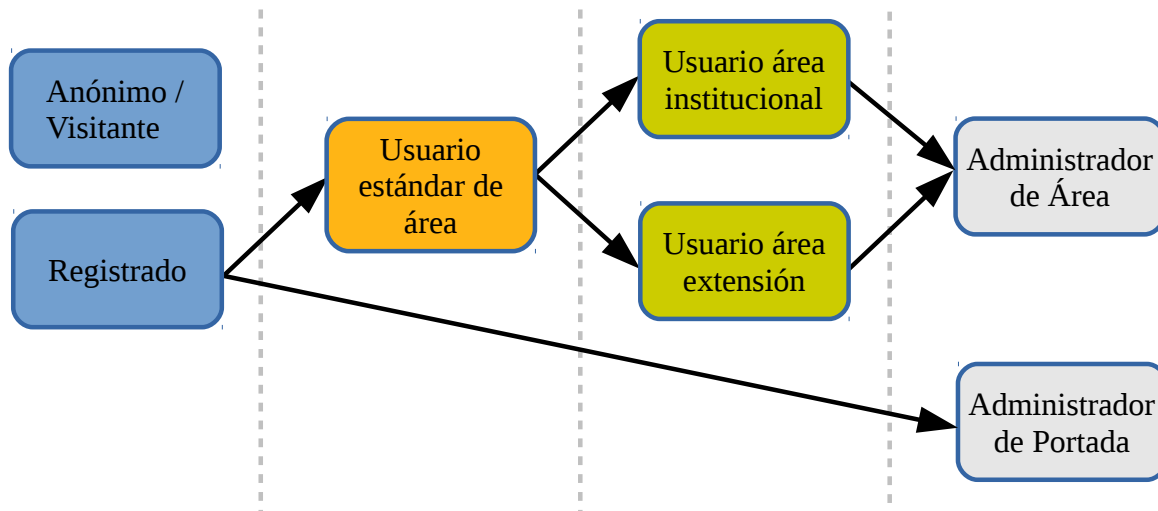 Anónimo /
Visitante
Registrado
Usuario
estándar de
área
Usuario área
institucional
Usuario área
extensión
Administrador
de Área
Administrador
de Portada